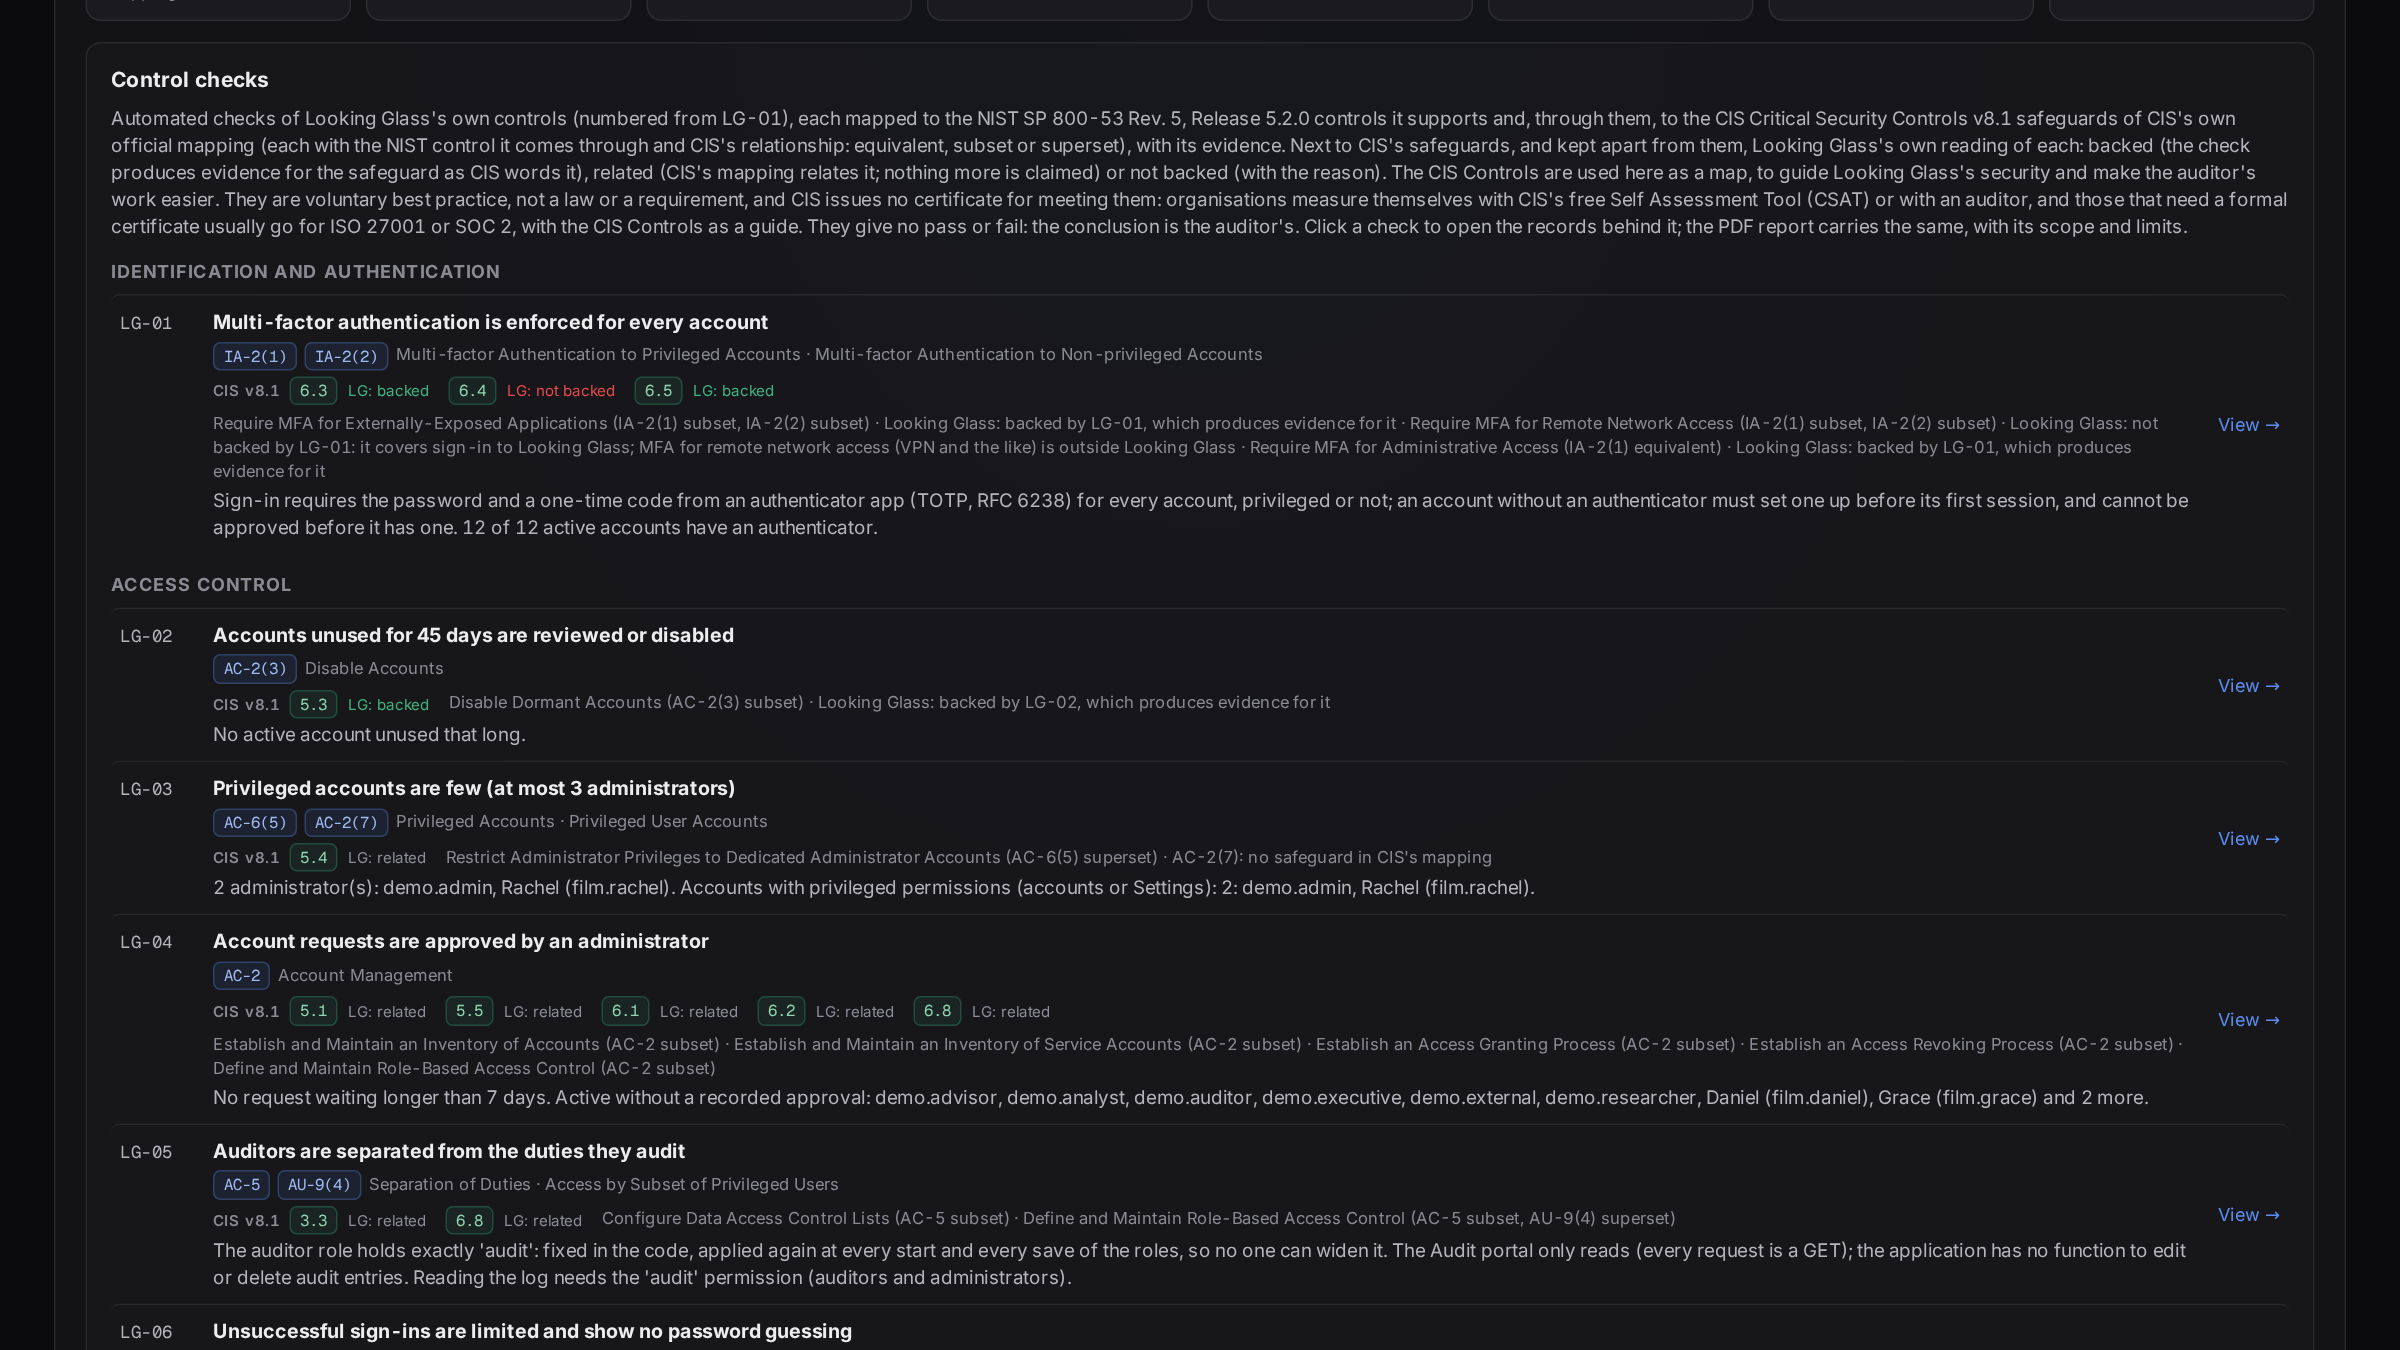 Control checks
Automated checks of Looking Glass's own controls (numbered from LG-01), each mapped to the NIST SP 800-53 Rev. 5, Release 5.2.0 controls it supports and, through them, to the CIS Critical Security Controls v8.1 safeguards of CIS's own
official mapping (each with the NIST control it comes through and CIS's relationship: equivalent, subset or superset), with its evidence. Next to CIS's safeguards, and kept apart from them, Looking Glass's own reading of each: backed (the check
produces evidence for the safeguard as CIS words it), related (CIS's mapping relates it; nothing more is claimed) or not backed (with the reason). The CIS Controls are used here as a map, to guide Looking Glass's security and make the auditor's
work easier. They are voluntary best practice, not a law or a requirement, and CIS issues no certificate for meeting them: organisations measure themselves with CIS's free Self Assessment Tool (CSAT) or with an auditor, and those that need a formal
certificate usually go for ISO 27001 or SOC 2, with the CIS Controls as a guide. They give no pass or fail: the conclusion is the auditor's. Click a check to open the records behind it; the PDF report carries the same, with its scope and limits.
IDENTIFICATION AND AUTHENTICATION
LG-01 Multi-factor authentication is enforced for every account
IA-2(1) IA-2(2) Multi-factor Authentication to Privileged Accounts · Multi-factor Authentication to Non-privileged Accounts
CIS v8.1 6.3 LG: backed 6.4 LG: not backed 6.5 LG: backed
Require MFA for Externally-Exposed Applications (IA-2(1) subset, IA-2(2) subset) · Looking Glass: backed by LG-01, which produces evidence for it · Require MFA for Remote Network Access (IA-2(1) subset, IA-2(2) subset) · Looking Glass: not
View →
backed by LG-01: it covers sign-in to Looking Glass; MFA for remote network access (VPN and the like) is outside Looking Glass · Require MFA for Administrative Access (IA-2(1) equivalent) · Looking Glass: backed by LG-01, which produces
evidence for it
Sign-in requires the password and a one-time code from an authenticator app (TOTP, RFC 6238) for every account, privileged or not; an account without an authenticator must set one up before its first session, and cannot be
approved before it has one. 12 of 12 active accounts have an authenticator.
ACCESS CONTROL
LG-02 Accounts unused for 45 days are reviewed or disabled
AC-2(3) Disable Accounts
View →
CIS v8.1 5.3 LG: backed Disable Dormant Accounts (AC-2(3) subset) · Looking Glass: backed by LG-02, which produces evidence for it
No active account unused that long.
LG-03 Privileged accounts are few (at most 3 administrators)
AC-6(5) AC-2(7) Privileged Accounts · Privileged User Accounts
View →
CIS v8.1 5.4 LG: related Restrict Administrator Privileges to Dedicated Administrator Accounts (AC-6(5) superset) · AC-2(7): no safeguard in CIS's mapping
2 administrator(s): demo.admin, Rachel (film.rachel). Accounts with privileged permissions (accounts or Settings): 2: demo.admin, Rachel (film.rachel).
LG-04 Account requests are approved by an administrator
AC-2 Account Management
CIS v8.1 5.1 LG: related 5.5 LG: related 6.1 LG: related 6.2 LG: related 6.8 LG: related
View →
Establish and Maintain an Inventory of Accounts (AC-2 subset) · Establish and Maintain an Inventory of Service Accounts (AC-2 subset) · Establish an Access Granting Process (AC-2 subset) · Establish an Access Revoking Process (AC-2 subset) ·
Define and Maintain Role-Based Access Control (AC-2 subset)
No request waiting longer than 7 days. Active without a recorded approval: demo.advisor, demo.analyst, demo.auditor, demo.executive, demo.external, demo.researcher, Daniel (film.daniel), Grace (film.grace) and 2 more.
LG-05 Auditors are separated from the duties they audit
AC-5 AU-9(4) Separation of Duties · Access by Subset of Privileged Users
CIS v8.1 3.3 LG: related 6.8 LG: related Configure Data Access Control Lists (AC-5 subset) · Define and Maintain Role-Based Access Control (AC-5 subset, AU-9(4) superset)
View →
The auditor role holds exactly 'audit': fixed in the code, applied again at every start and every save of the roles, so no one can widen it. The Audit portal only reads (every request is a GET); the application has no function to edit
or delete audit entries. Reading the log needs the 'audit' permission (auditors and administrators).
LG-06 Unsuccessful sign-ins are limited and show no password guessing